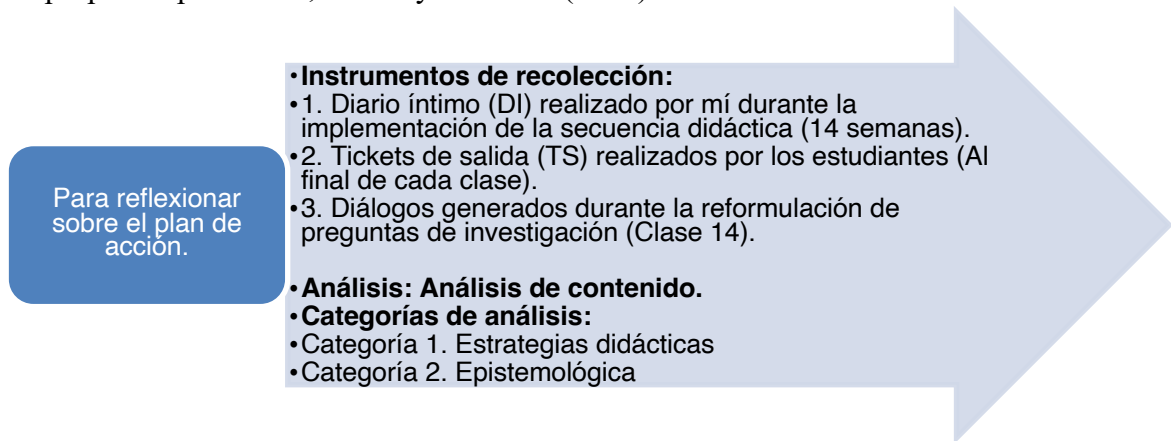 •Instrumentos de recolección:
•1. Diario íntimo (DI) realizado por mí durante la
implementación de la secuencia didáctica (14 semanas).
•2. Tickets de salida (TS) realizados por los estudiantes (Al
final de cada clase).
•3. Diálogos generados durante la reformulación de
preguntas de investigación (Clase 14).
•Análisis: Análisis de contenido.
•Categorías de análisis:
•Categoría 1. Estrategias didácticas
•Categoría 2. Epistemológica
Para reflexionar
sobre el plan de
acción.